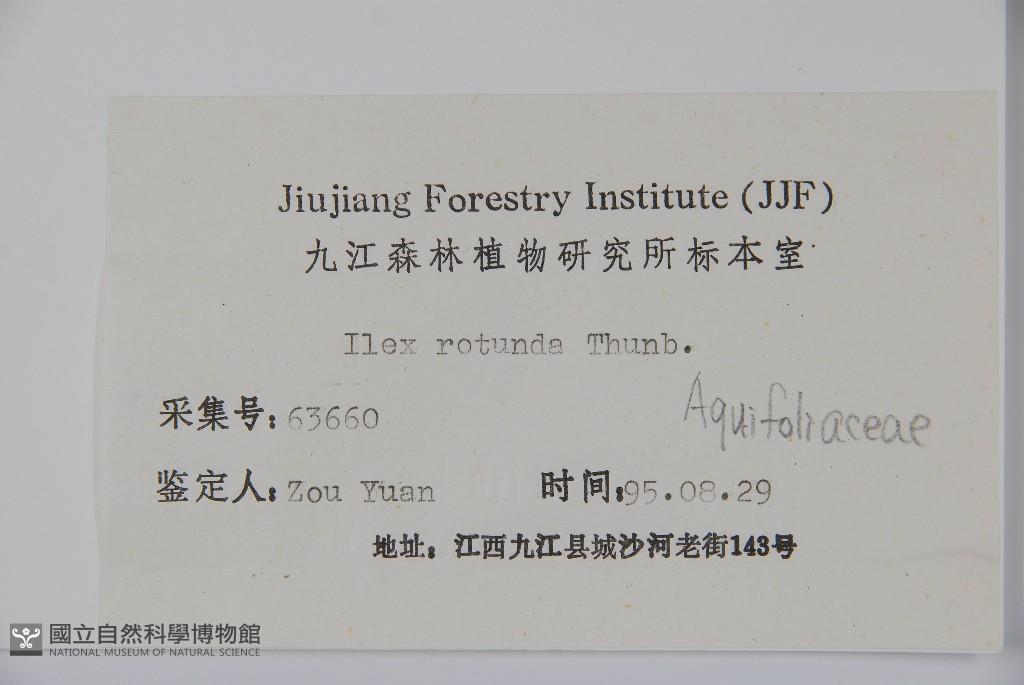 Jiujiang Forestry Institute (JJF)
九江森林植物研究所标本室
Ilex rotunda Thunb.
Aquifoliaceae
采集号: 63660
鉴定人: Zou Yuan 时间: 95.08.29
地址: 江西九江县城沙河老街143号
國立自然科學博物館
NATIONAL MUSEUM OF NATURAL SCIENCE